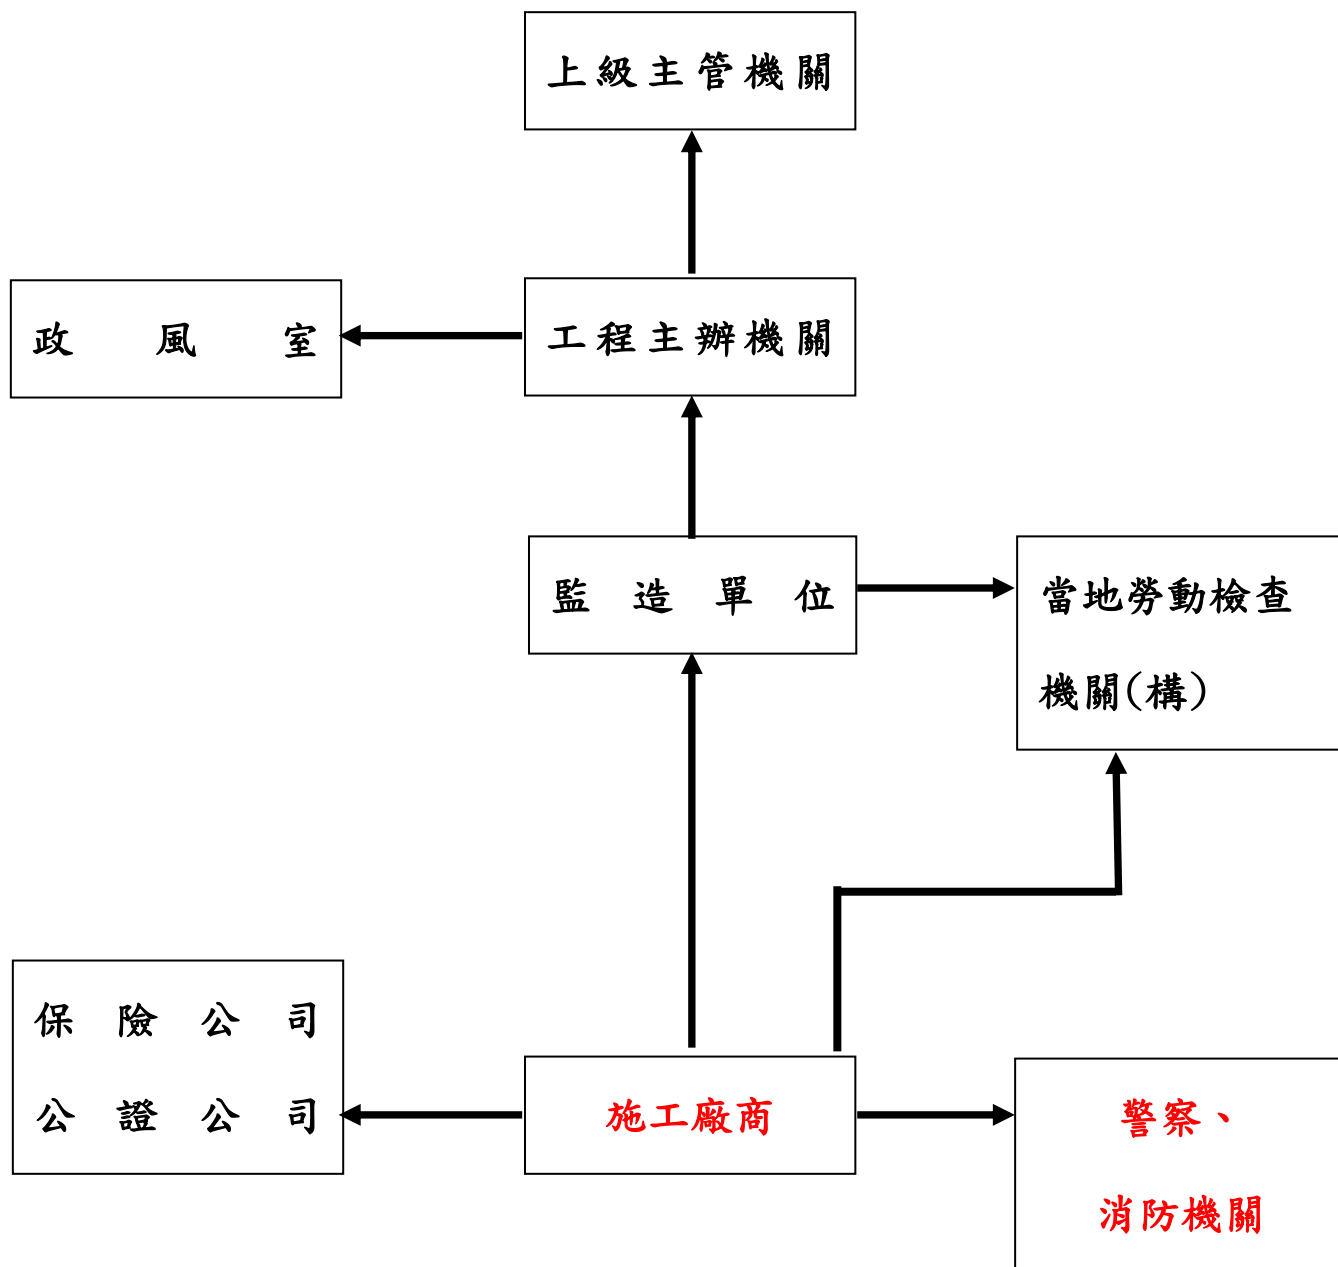 上級主管機關
政風室
工程主辦機關
監造單位
當地勞動檢查
機關(構)
保險公司
公證公司
施工廠商
警察、
消防機關